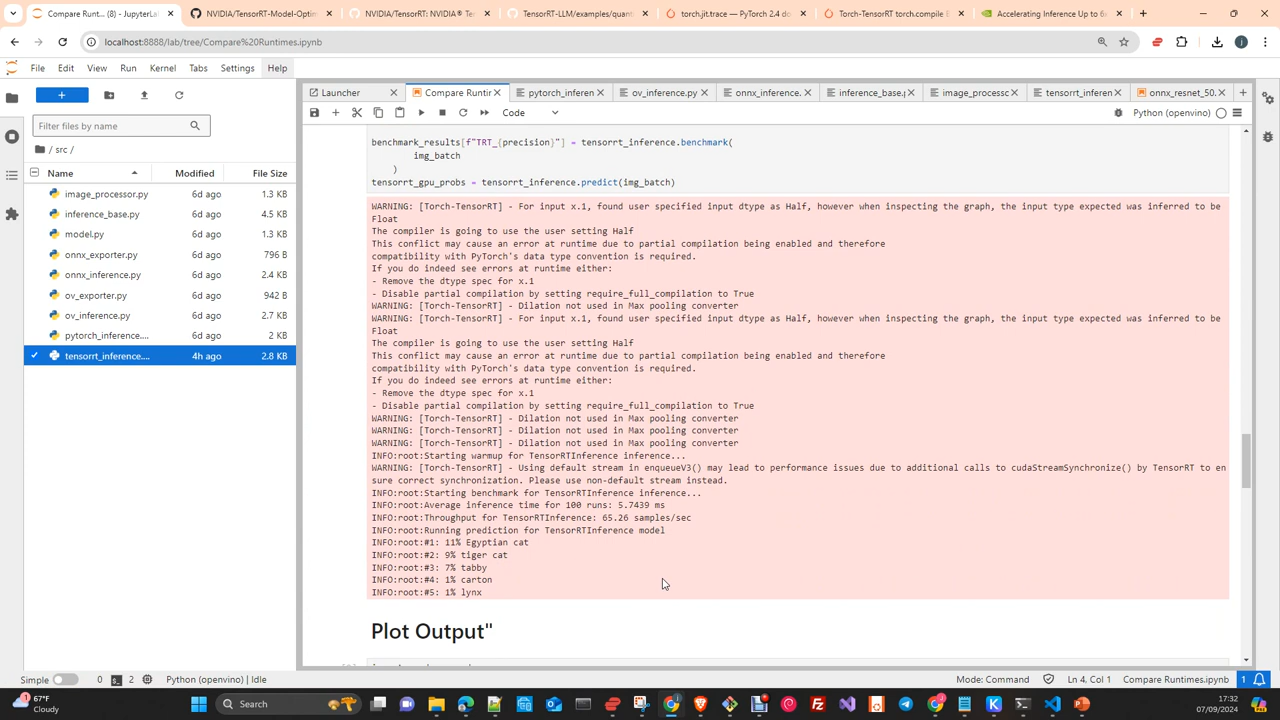 Compare Runt... (8) - JupyterLab
NVIDIA/TensorRT-Model-Optim
NVIDIA/TensorRT: NVIDIA® Te
TensorRT-LLM/examples/quan
torch.jit.trace — PyTorch 2.4 do
Torch-TensorRT torch.compile B
Accelerating Inference Up to 6x
localhost:8888/lab/tree/Compare%20Runtimes.ipynb
File Edit View Run Kernel Tabs Settings Help
Launcher
Compare Runtin
pytorch_inferen
ov_inference.py
onnx_inference.
inference_base.p
image_processo
tensorrt_inferen
onnx_resnet_50.
Code
Python (openvino)
Filter files by name
/ src /
Name Modified File Size
image_processor.py 6d ago 1.3 KB
inference_base.py 6d ago 4.5 KB
model.py 6d ago 1.3 KB
onnx_exporter.py 6d ago 796 B
onnx_inference.py 6d ago 2.4 KB
ov_exporter.py 6d ago 942 B
ov_inference.py 6d ago 2.7 KB
pytorch_inference.... 6d ago 2 KB
tensorrt_inference.... 4h ago 2.8 KB
benchmark_results[f"TRT_{precision}"] = tensorrt_inference.benchmark(
img_batch
)
tensorrt_gpu_probs = tensorrt_inference.predict(img_batch)
WARNING: [Torch-TensorRT] - For input x.1, found user specified input dtype as Half, however when inspecting the graph, the input type expected was inferred to be
Float
The compiler is going to use the user setting Half
This conflict may cause an error at runtime due to partial compilation being enabled and therefore
compatibility with PyTorch's data type convention is required.
If you do indeed see errors at runtime either:
- Remove the dtype spec for x.1
- Disable partial compilation by setting require_full_compilation to True
WARNING: [Torch-TensorRT] - Dilation not used in Max pooling converter
WARNING: [Torch-TensorRT] - For input x.1, found user specified input dtype as Half, however when inspecting the graph, the input type expected was inferred to be
Float
The compiler is going to use the user setting Half
This conflict may cause an error at runtime due to partial compilation being enabled and therefore
compatibility with PyTorch's data type convention is required.
If you do indeed see errors at runtime either:
- Remove the dtype spec for x.1
- Disable partial compilation by setting require_full_compilation to True
WARNING: [Torch-TensorRT] - Dilation not used in Max pooling converter
WARNING: [Torch-TensorRT] - Dilation not used in Max pooling converter
WARNING: [Torch-TensorRT] - Dilation not used in Max pooling converter
INFO:root:Starting warmup for TensorRTInference inference...
WARNING: [Torch-TensorRT] - Using default stream in enqueueV3() may lead to performance issues due to additional calls to cudaStreamSynchronize() by TensorRT to en
sure correct synchronization. Please use non-default stream instead.
INFO:root:Starting benchmark for TensorRTInference inference...
INFO:root:Average inference time for 100 runs: 5.7439 ms
INFO:root:Throughput for TensorRTInference: 65.26 samples/sec
INFO:root:Running prediction for TensorRTInference model
INFO:root:#1: 11% Egyptian cat
INFO:root:#2: 9% tiger cat
INFO:root:#3: 7% tabby
INFO:root:#4: 1% carton
INFO:root:#5: 1% lynx
Plot Output"
Simple 0 2 Python (openvino) | Idle
Mode: Command Ln 4, Col 1 Compare Runtimes.ipynb 1
67°F
Cloudy
Search
17:32
07/09/2024